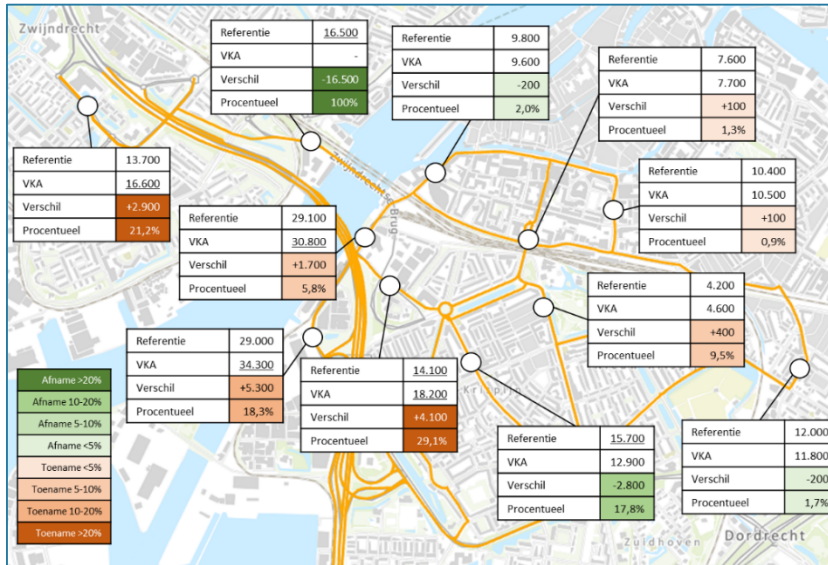 Zwijndrecht
Referentie 16.500
VKA -
Verschil -16.500
Procentueel 100%
Referentie 9.800
VKA 9.600
Verschil -200
Procentueel 2,0%
Referentie 7.600
VKA 7.700
Verschil +100
Procentueel 1,3%
Referentie 13.700
VKA 16.600
Verschil +2.900
Procentueel 21,2%
Zwijndrechtse Brug
Referentie 10.400
VKA 10.500
Verschil +100
Procentueel 0,9%
Referentie 29.100
VKA 30.800
Verschil +1.700
Procentueel 5,8%
Referentie 4.200
VKA 4.600
Verschil +400
Procentueel 9,5%
Referentie 29.000
VKA 34.300
Verschil +5.300
Procentueel 18,3%
Referentie 14.100
VKA 18.200
Verschil +4.100
Procentueel 29,1%
Krispijn
Afname >20%
Afname 10-20%
Afname 5-10%
Afname <5%
Toename <5%
Toename 5-10%
Toename 10-20%
Toename >20%
Referentie 15.700
VKA 12.900
Verschil -2.800
Procentueel 17,8%
Referentie 12.000
VKA 11.800
Verschil -200
Procentueel 1,7%
Zuidhoven
Dordrecht